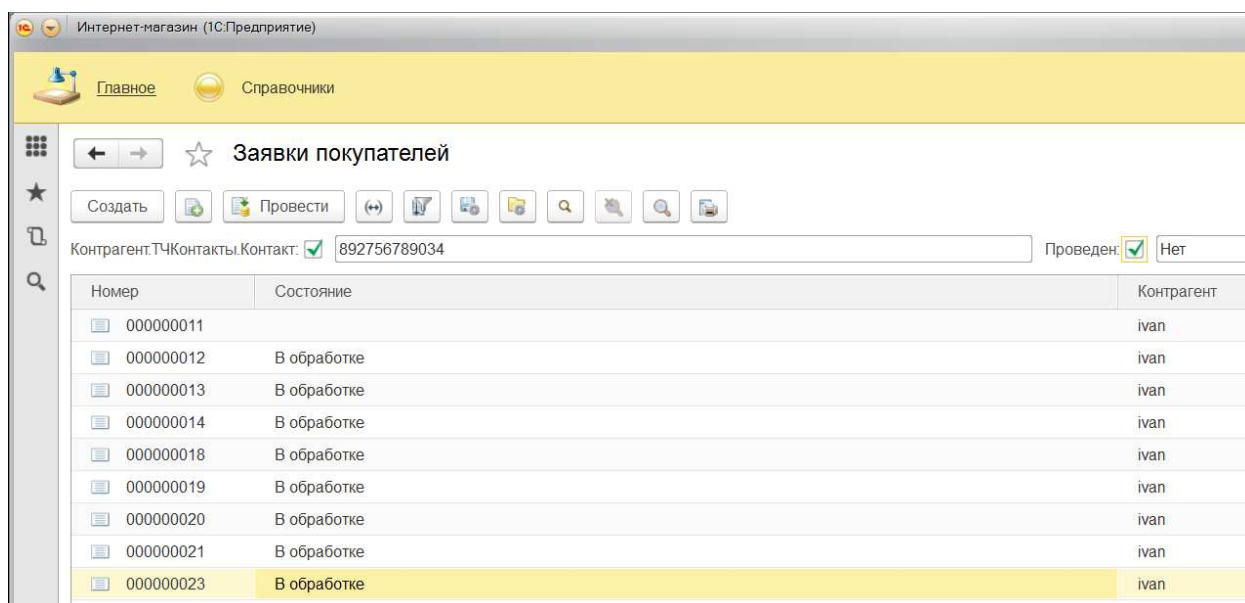 1С Интернет-магазин (1С:Предприятие)
Главное Справочники
Заявки покупателей
Создать Провести
Контрагент.ТЧКонтакты.Контакт: 892756789034 Проведен: Нет
Номер Состояние Контрагент
000000011 ivan
000000012 В обработке ivan
000000013 В обработке ivan
000000014 В обработке ivan
000000018 В обработке ivan
000000019 В обработке ivan
000000020 В обработке ivan
000000021 В обработке ivan
000000023 В обработке ivan